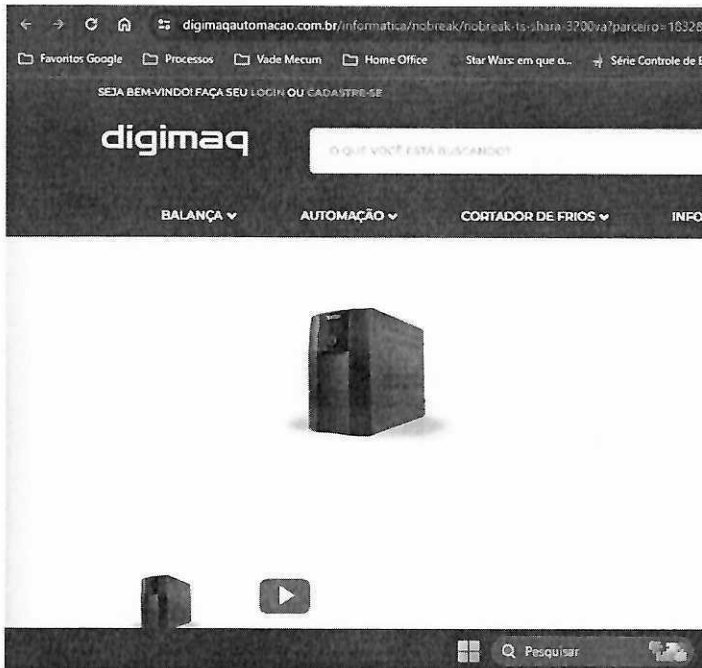 digimaqautomacao.com.br/informatica/nobreak/nobreak-ts-shara-3200va?parceiro=18328
Favoritos Google Processos Vade Mecum Home Office Star Wars: em que o... Série Controle de E
SEJA BEM-VINDO! FAÇA SEU LOGIN OU CADASTRE-SE
digimaq
O QUE VOCÊ ESTÁ BUSCANDO?
BALANÇA AUTOMAÇÃO CORTADOR DE FRIOS INFO
Pesquisar